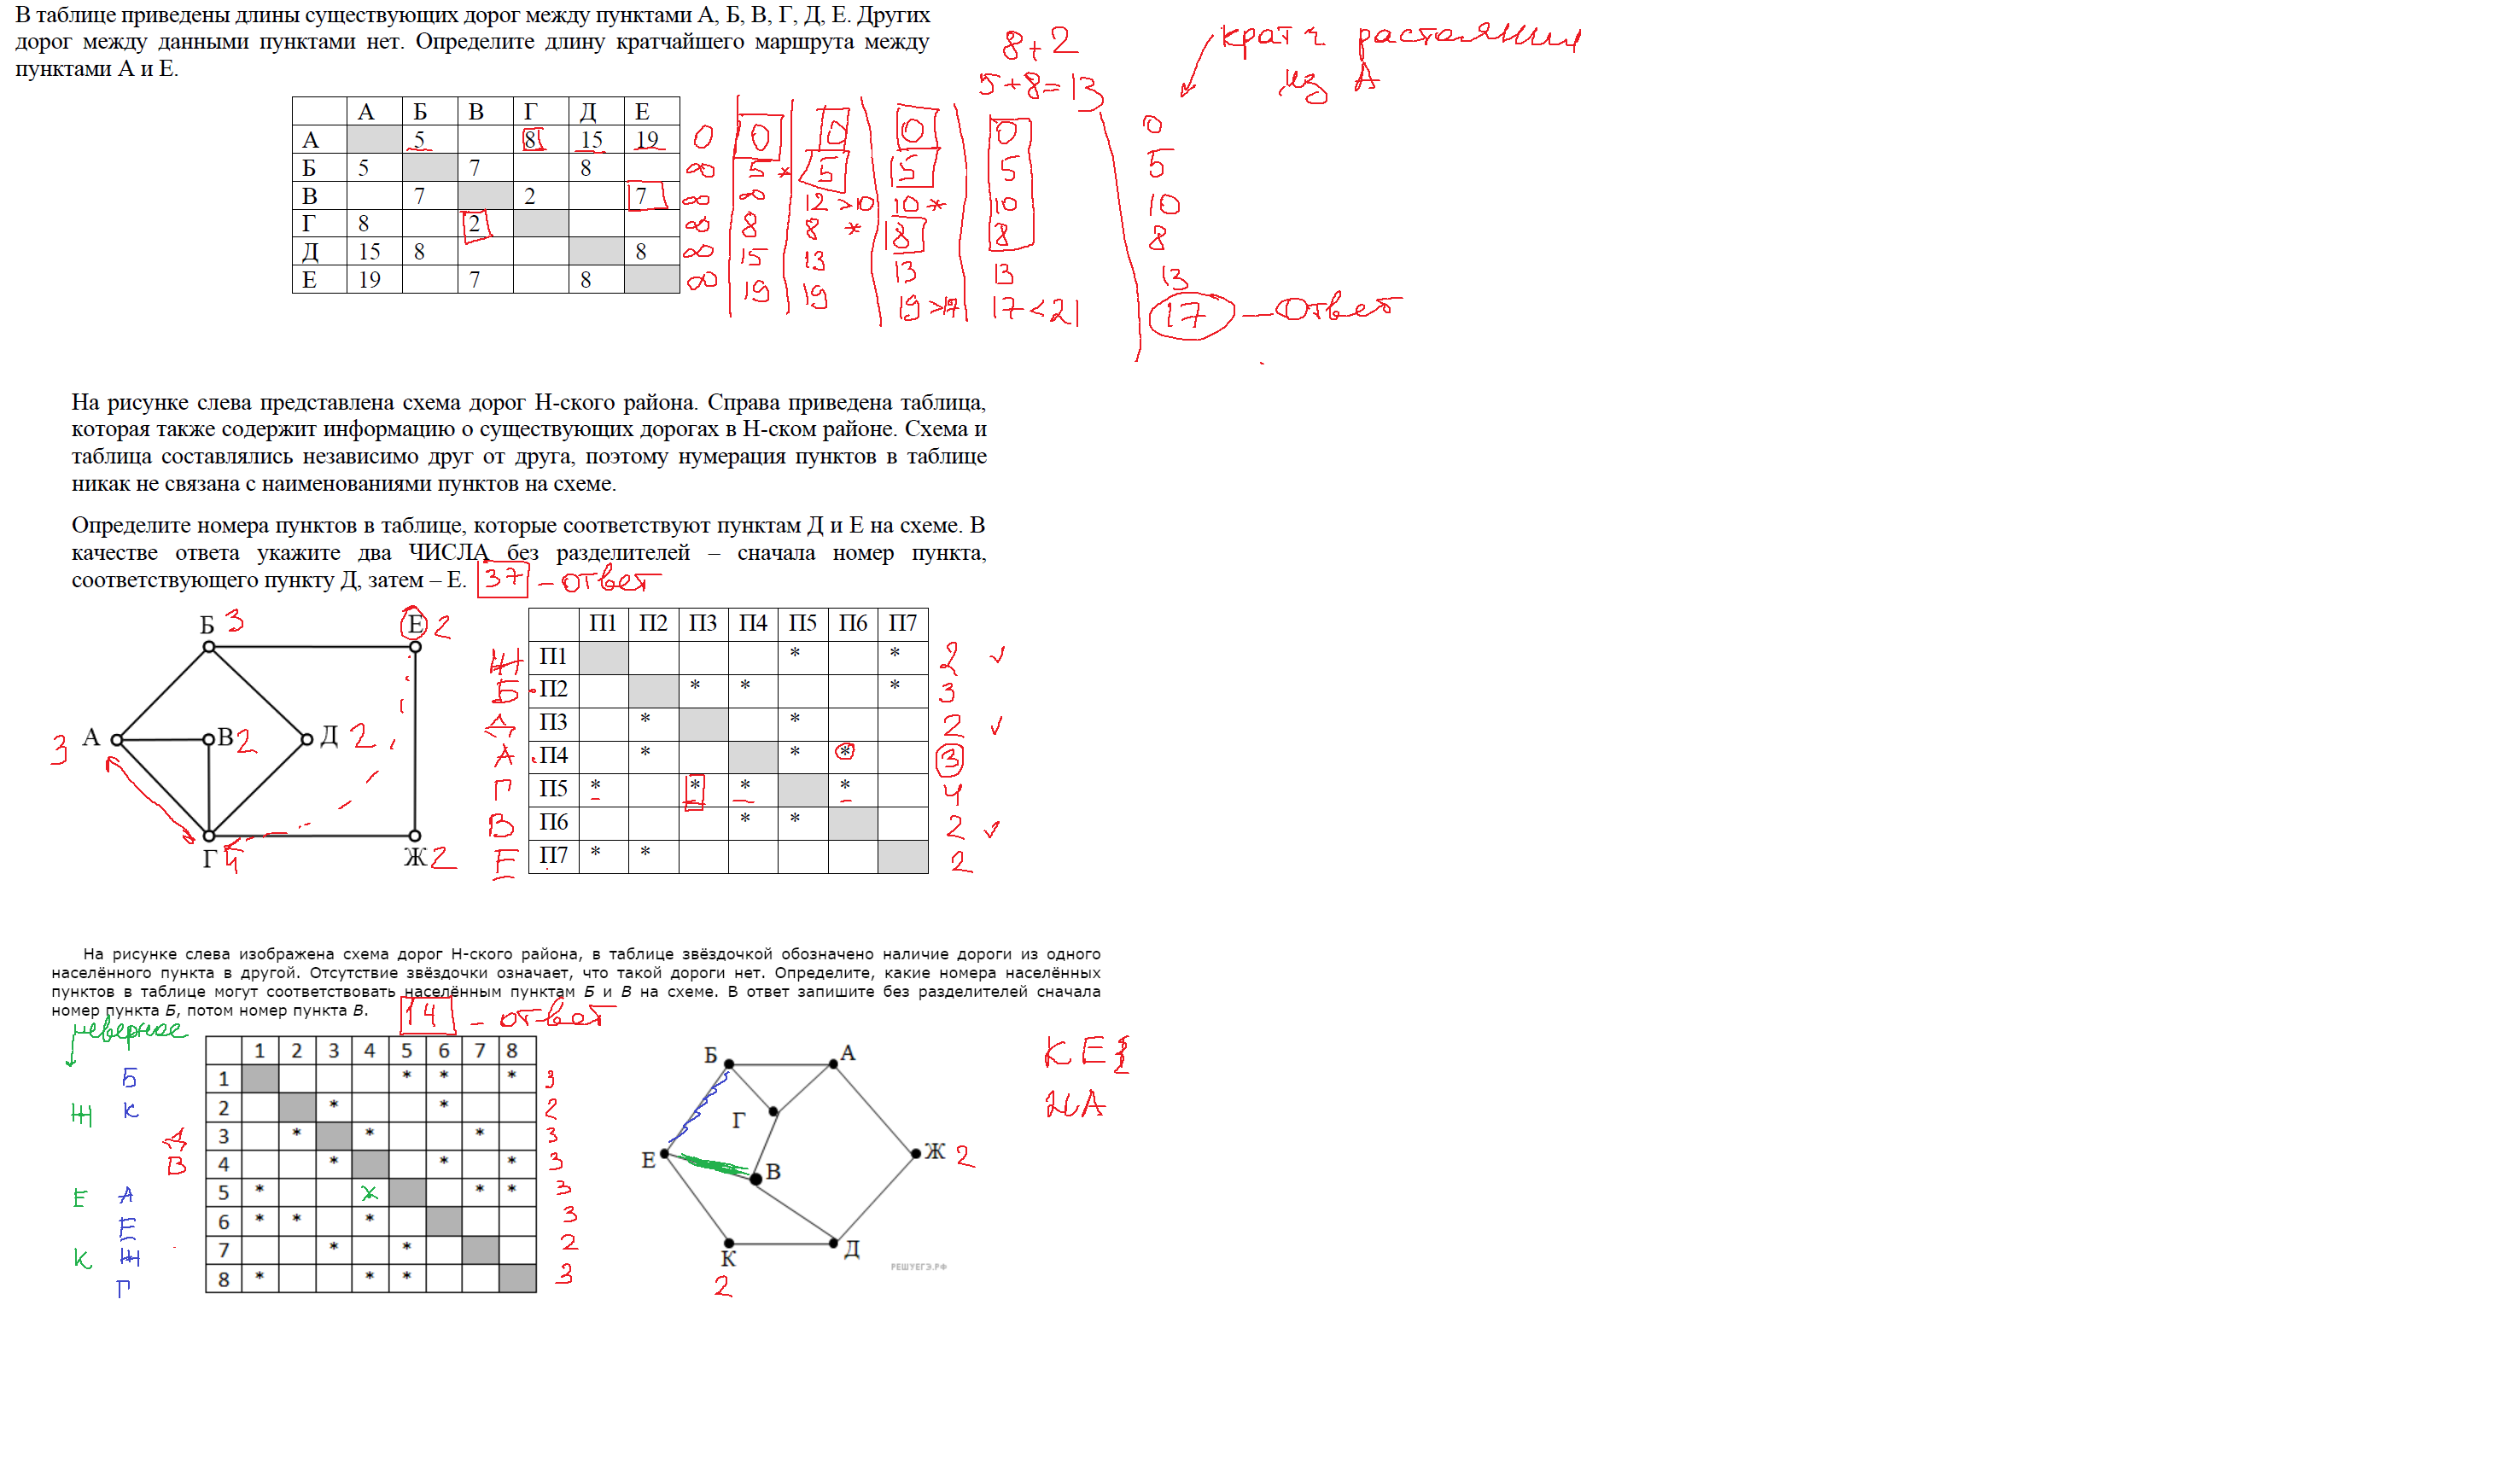 В таблице приведены длины существующих дорог между пунктами А, Б, В, Г, Д, Е. Других
дорог между данными пунктами нет. Определите длину кратчайшего маршрута между
пунктами А и Е.
8+2
5+8=13
крат ч растояния
из А
А Б В Г Д Е
А 5 8 15 19 0 0 0 0 0 0
Б 5 7 8 ∞ 5* 5 5 5 5
В 7 2 7 ∞ ∞ 12 >10 10* 10 10
Г 8 2 ∞ 8 8 * 8 8 8
Д 15 8 8 ∞ 15 13 13 13 13
Е 19 7 8 ∞ 19 19 19 >17 17 < 21 17 – Ответ
На рисунке слева представлена схема дорог Н-ского района. Справа приведена таблица,
которая также содержит информацию о существующих дорогах в Н-ском районе. Схема и
таблица составлялись независимо друг от друга, поэтому нумерация пунктов в таблице
никак не связана с наименованиями пунктов на схеме.
Определите номера пунктов в таблице, которые соответствуют пунктам Д и Е на схеме. В
качестве ответа укажите два ЧИСЛА без разделителей – сначала номер пункта,
соответствующего пункту Д, затем – Е. 37 – ответ
Б 3 Е 2
А 3 В 2 Д 2
Г Ж 2
П1 П2 П3 П4 П5 П6 П7
Ж П1 * * 2 ✓
Б П2 * * * 3
Д П3 * * 2 ✓
А П4 * * * 3
Г П5 * * * * 4
В П6 * * 2 ✓
Е П7 * * 2
На рисунке слева изображена схема дорог Н-ского района, в таблице звёздочкой обозначено наличие дороги из одного
населённого пункта в другой. Отсутствие звёздочки означает, что такой дороги нет. Определите, какие номера населённых
пунктов в таблице могут соответствовать населённым пунктам Б и В на схеме. В ответ запишите без разделителей сначала
номер пункта Б, потом номер пункта В. 14 – ответ
неверное
1 2 3 4 5 6 7 8
Б 1 * * * 3
Ж К 2 * * 2
Д 3 * * * 3
В 4 * * * 3
Е А 5 * х * * 3
Е 6 * * * 3
К Ж 7 * * 2
Г 8 * * * 3
Б А
Г
Е В Ж 2
К Д
2
РЕШУЕГЭ.РФ
К Е Б
Ж А